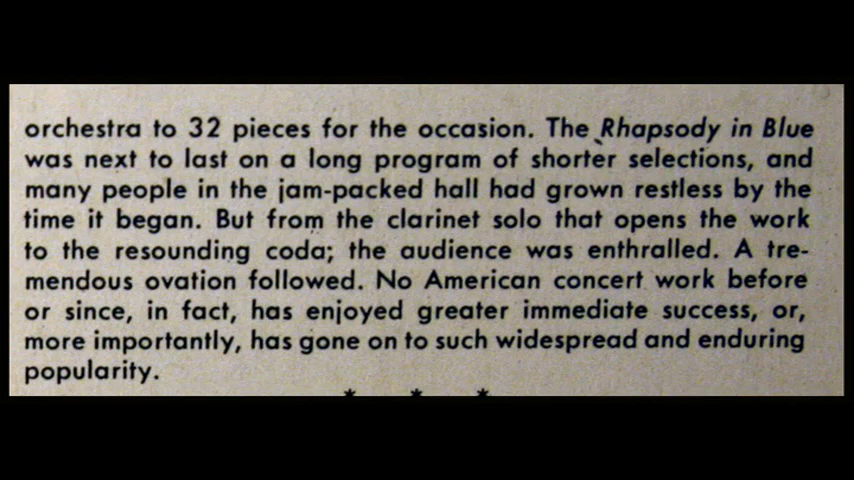 orchestra to 32 pieces for the occasion. The Rhapsody in Blue
was next to last on a long program of shorter selections, and
many people in the jam-packed hall had grown restless by the
time it began. But from the clarinet solo that opens the work
to the resounding coda; the audience was enthralled. A tre-
mendous ovation followed. No American concert work before
or since, in fact, has enjoyed greater immediate success, or,
more importantly, has gone on to such widespread and enduring
popularity.
* * *